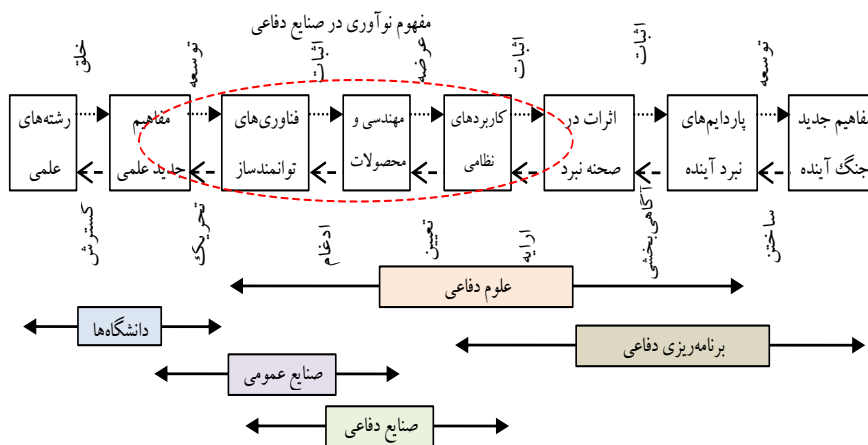 مفهوم نوآوری در صنایع دفاعی
خلق
توسعه
اثبات
عرضه
اثبات
اثبات
توسعه
رشته‌های
علمی
مفاهیم
جدید علمی
فناوری‌های
توانمندساز
مهندسی و
محصولات
کاربردهای
نظامی
اثرات در
صحنه نبرد
پاردایم‌های
نبرد آینده
مفاهیم جدید
جنگ آینده
گسترش
تحریک
ادغام
تعیین
ارایه
آگاهی‌بخشی
ساختن
علوم دفاعی
دانشگاه‌ها
برنامه‌ریزی دفاعی
صنایع عمومی
صنایع دفاعی